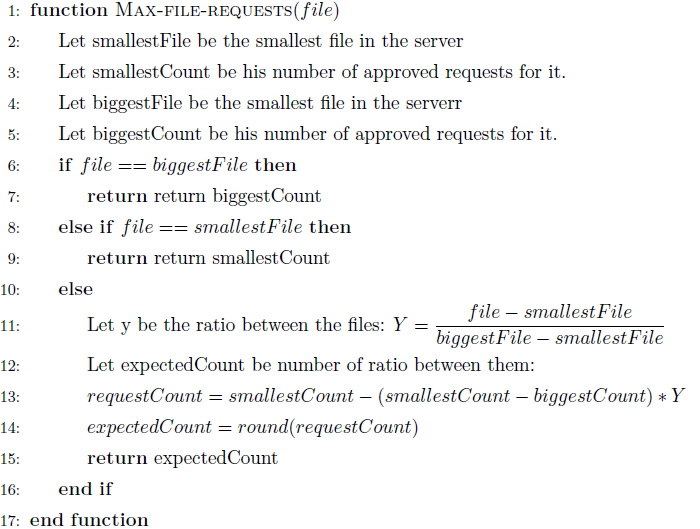 1: function MAX-FILE-REQUESTS(file)
2: Let smallestFile be the smallest file in the server
3: Let smallestCount be his number of approved requests for it.
4: Let biggestFile be the smallest file in the serverr
5: Let biggestCount be his number of approved requests for it.
6: if file == biggestFile then
7: return return biggestCount
8: else if file == smallestFile then
9: return return smallestCount
10: else
11: Let y be the ratio between the files: Y = \frac{file − smallestFile}{biggestFile − smallestFile}
12: Let expectedCount be number of ratio between them:
13: requestCount = smallestCount − (smallestCount − biggestCount) ∗ Y
14: expectedCount = round(requestCount)
15: return expectedCount
16: end if
17: end function